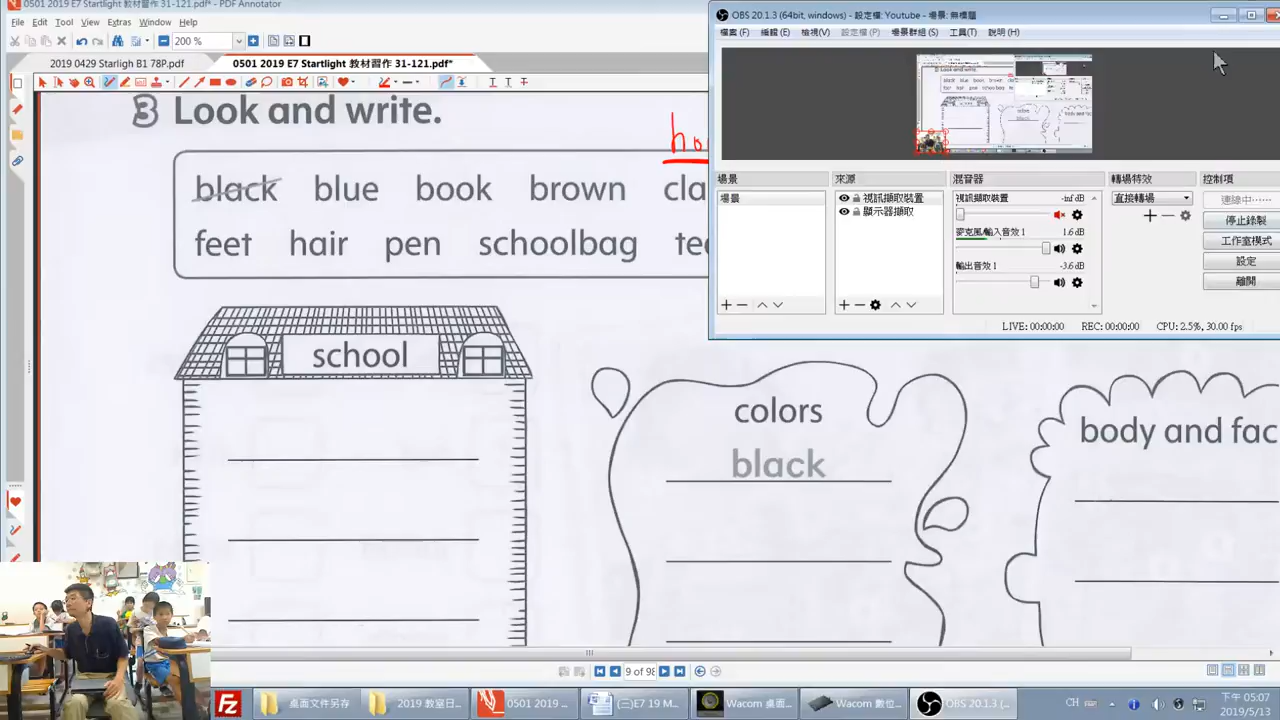 0501 2019 E7 Startlight 教材習作 31-121.pdf* - PDF Annotator
File Edit Tool View Extras Window Help
200 %
2019 0429 Starligh B1 78P.pdf
0501 2019 E7 Startlight 教材習作 31-121.pdf*
3 Look and write.
black blue book brown cla
feet hair pen schoolbag tee
school
colors
black
body and fac
OBS 20.1.3 (64bit, windows) - 設定檔: Youtube - 場景: 無標題
檔案(F) 編輯(E) 檢視(V) 設定檔(P) 場景群組(S) 工具(T) 說明(H)
場景 來源 混音器 轉場特效 控制項
場景
視訊擷取裝置
顯示器擷取
視訊擷取裝置 -inf dB
麥克風/輸入音效 1 1.6 dB
輸出音效 1 -3.6 dB
直接轉場
連線中……
停止錄製
工作室模式
設定
離開
LIVE: 00:00:00 REC: 00:00:00 CPU: 2.5%, 30.00 fps
9 of 98
桌面文件另存
2019 教室日...
0501 2019 ...
(三)E7 19 M...
Wacom 桌面...
Wacom 數位...
OBS 20.1.3 (...
CH
下午 05:07
2019/5/13